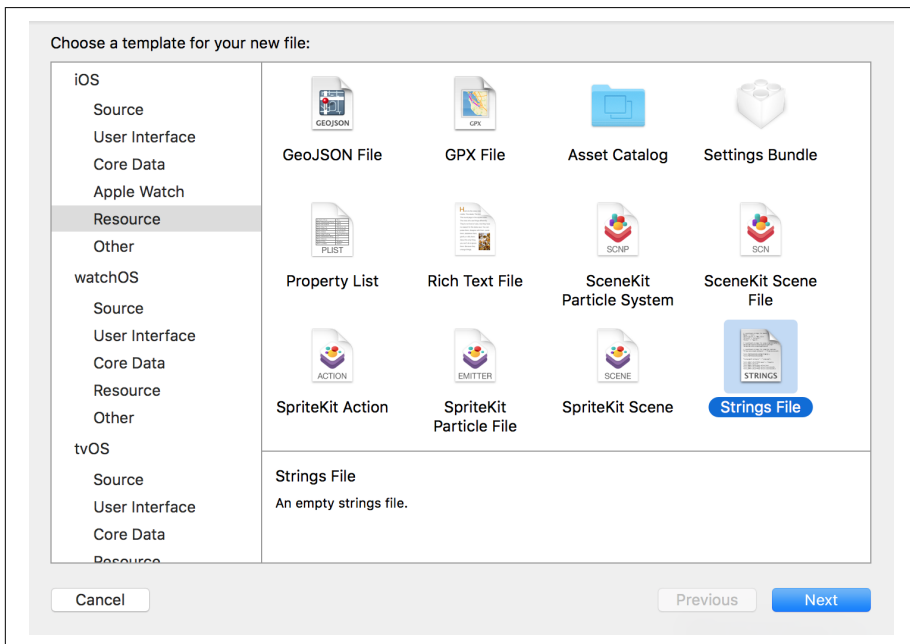 Choose a template for your new file:
iOS
Source
User Interface
Core Data
Apple Watch
Resource
Other
watchOS
Source
User Interface
Core Data
Resource
Other
tvOS
Source
User Interface
Core Data
Resource
GEOJSON
GPX
GeoJSON File
GPX File
Asset Catalog
Settings Bundle
PLIST
SCNP
SCN
Property List
Rich Text File
SceneKit
Particle System
SceneKit Scene
File
ACTION
EMITTER
SCENE
STRINGS
SpriteKit Action
SpriteKit
Particle File
SpriteKit Scene
Strings File
Strings File
An empty strings file.
Cancel
Previous
Next